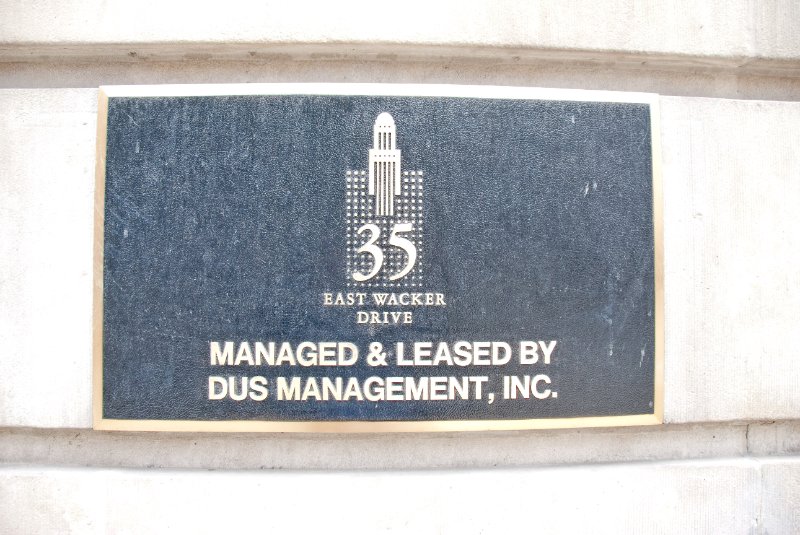 35
EAST WACKER
DRIVE
MANAGED & LEASED BY
DUS MANAGEMENT, INC.